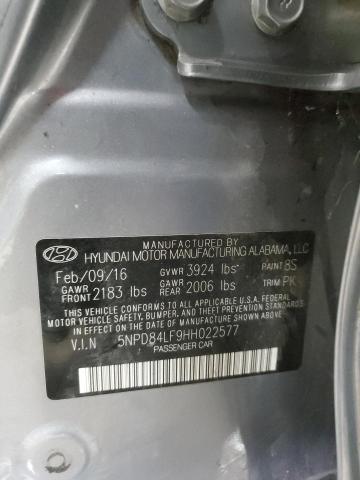 MANUFACTURED BY
HYUNDAI MOTOR MANUFACTURING ALABAMA, LLC
Feb/09/16 GVWR 3924 lbs PAINT 8S
GAWR FRONT 2183 lbs GAWR REAR 2006 lbs TRIM PK
THIS VEHICLE CONFORMS TO ALL APPLICABLE FEDERAL
MOTOR VEHICLE SAFETY, BUMPER, AND THEFT PREVENTION STANDARDS
IN EFFECT ON THE DATE OF MANUFACTURE SHOWN ABOVE.
V.I.N 5NPD84LF9HH022577
PASSENGER CAR